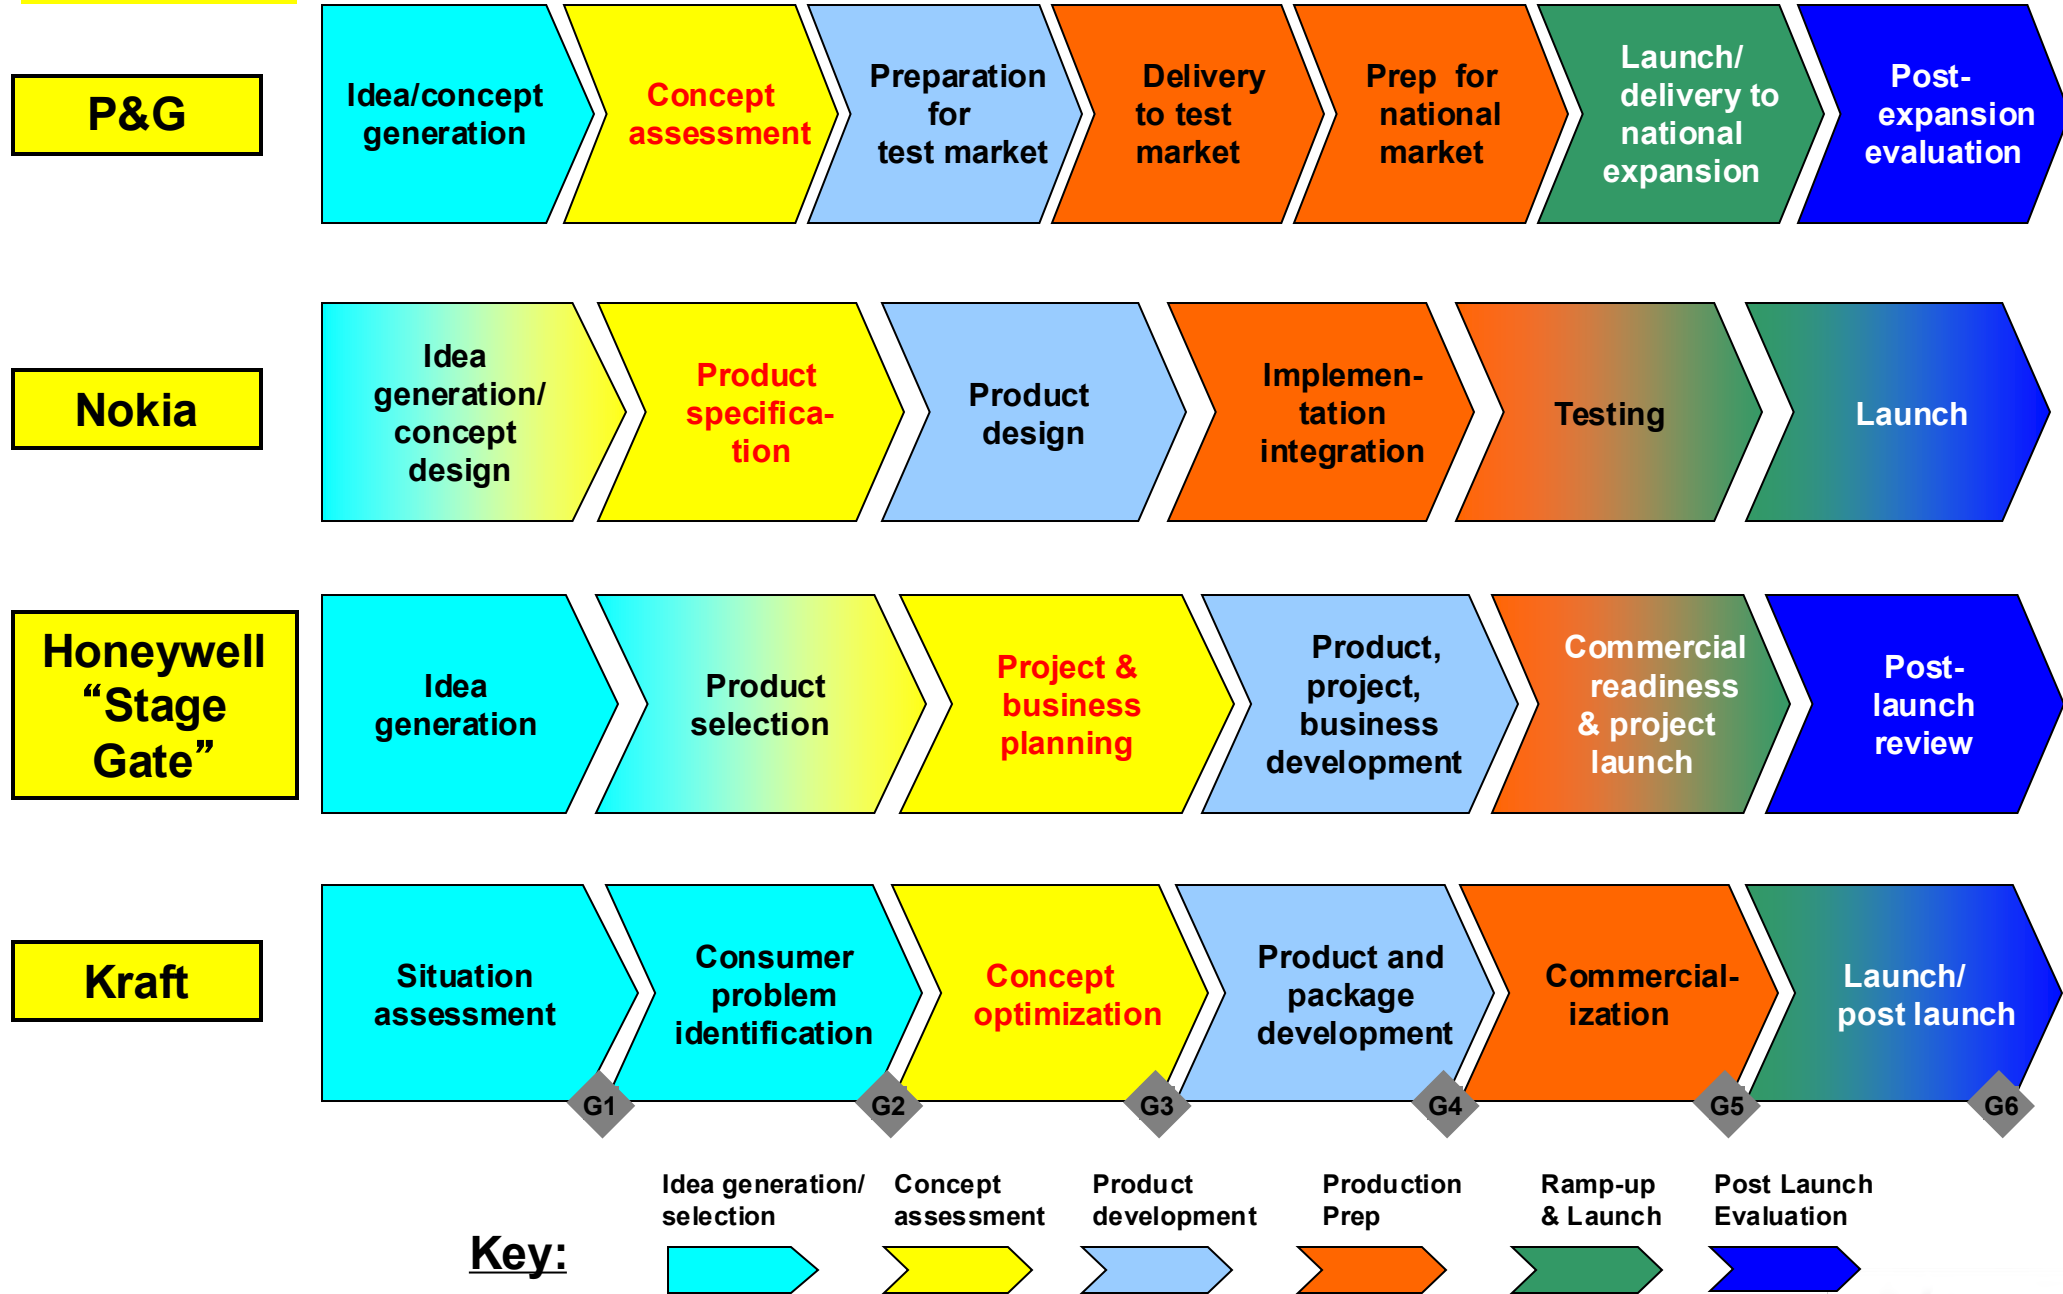 P&G
Idea/concept
generation
Concept
assessment
Preparation
for
test market
Delivery
to test
market
Prep for
national
market
Launch/
delivery to
national
expansion
Post-
expansion
evaluation
Nokia
Idea
generation/
concept
design
Product
specifica-
tion
Product
design
Implemen-
tation
integration
Testing
Launch
Honeywell
“Stage
Gate”
Idea
generation
Product
selection
Project &
business
planning
Product,
project,
business
development
Commercial
readiness
& project
launch
Post-
launch
review
Kraft
Situation
assessment
Consumer
problem
identification
Concept
optimization
Product and
package
development
Commercial-
ization
Launch/
post launch
G1
G2
G3
G4
G5
G6
Key:
Idea generation/
selection
Concept
assessment
Product
development
Production
Prep
Ramp-up
& Launch
Post Launch
Evaluation